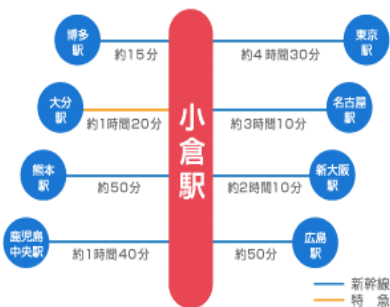 博多
駅
約15分
大分
駅
約1時間20分
熊本
駅
約50分
鹿児島
中央駅
約1時間40分
小倉駅
東京
駅
約4時間30分
名古屋
駅
約3時間10分
新大阪
駅
約2時間10分
広島
駅
約50分
新幹線
特 急